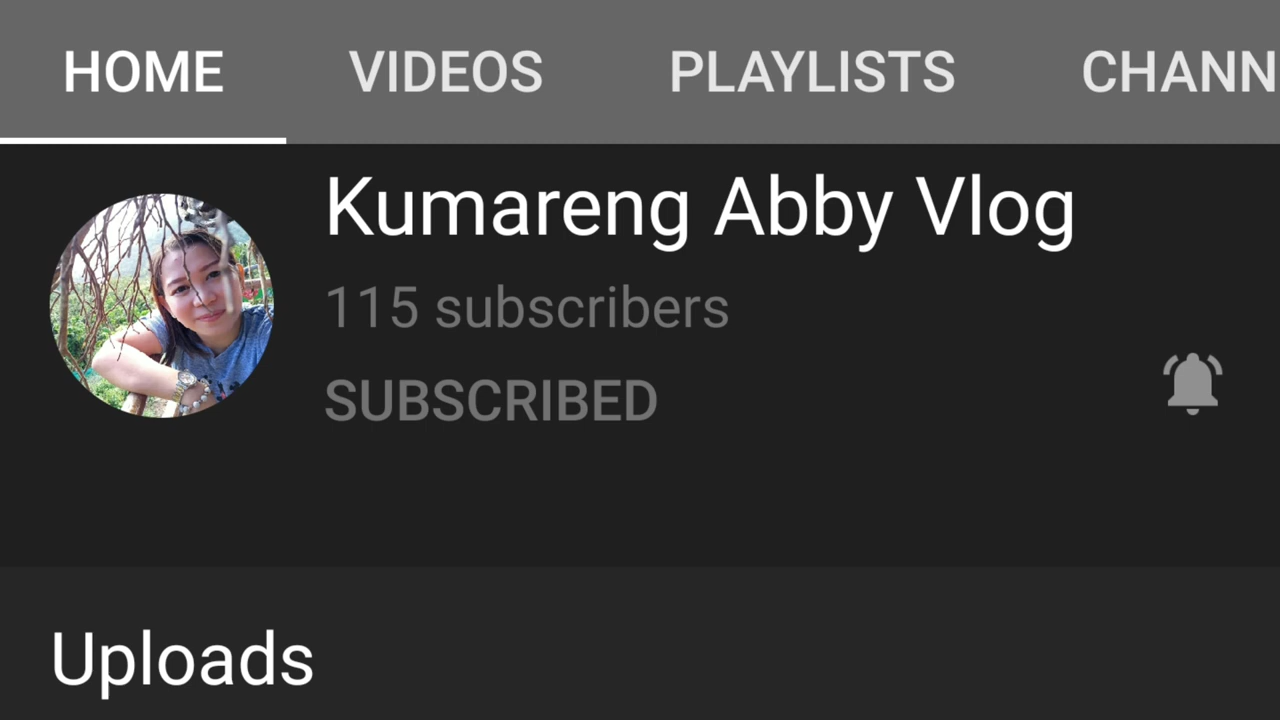 HOME VIDEOS PLAYLISTS CHANN
Kumareng Abby Vlog
115 subscribers
SUBSCRIBED
Uploads